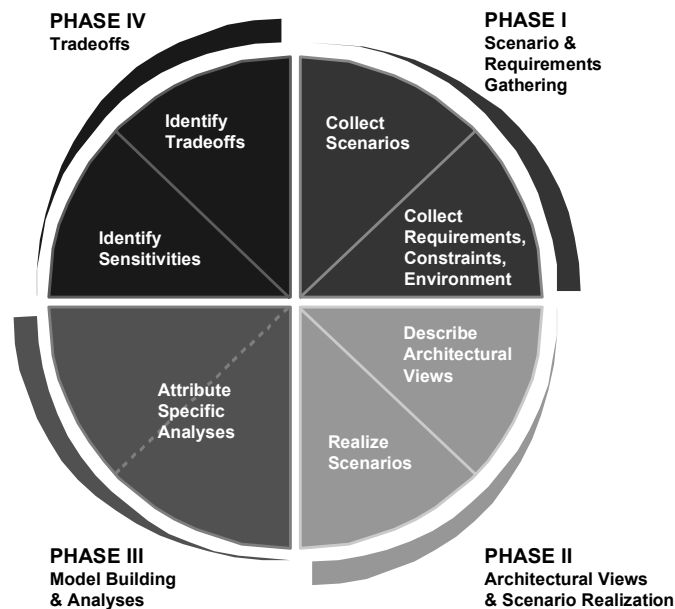 PHASE IV
Tradeoffs
PHASE I
Scenario &
Requirements
Gathering
Identify
Tradeoffs
Collect
Scenarios
Identify
Sensitivities
Collect
Requirements,
Constraints,
Environment
Attribute
Specific
Analyses
Describe
Architectural
Views
Realize
Scenarios
PHASE III
Model Building
& Analyses
PHASE II
Architectural Views
& Scenario Realization